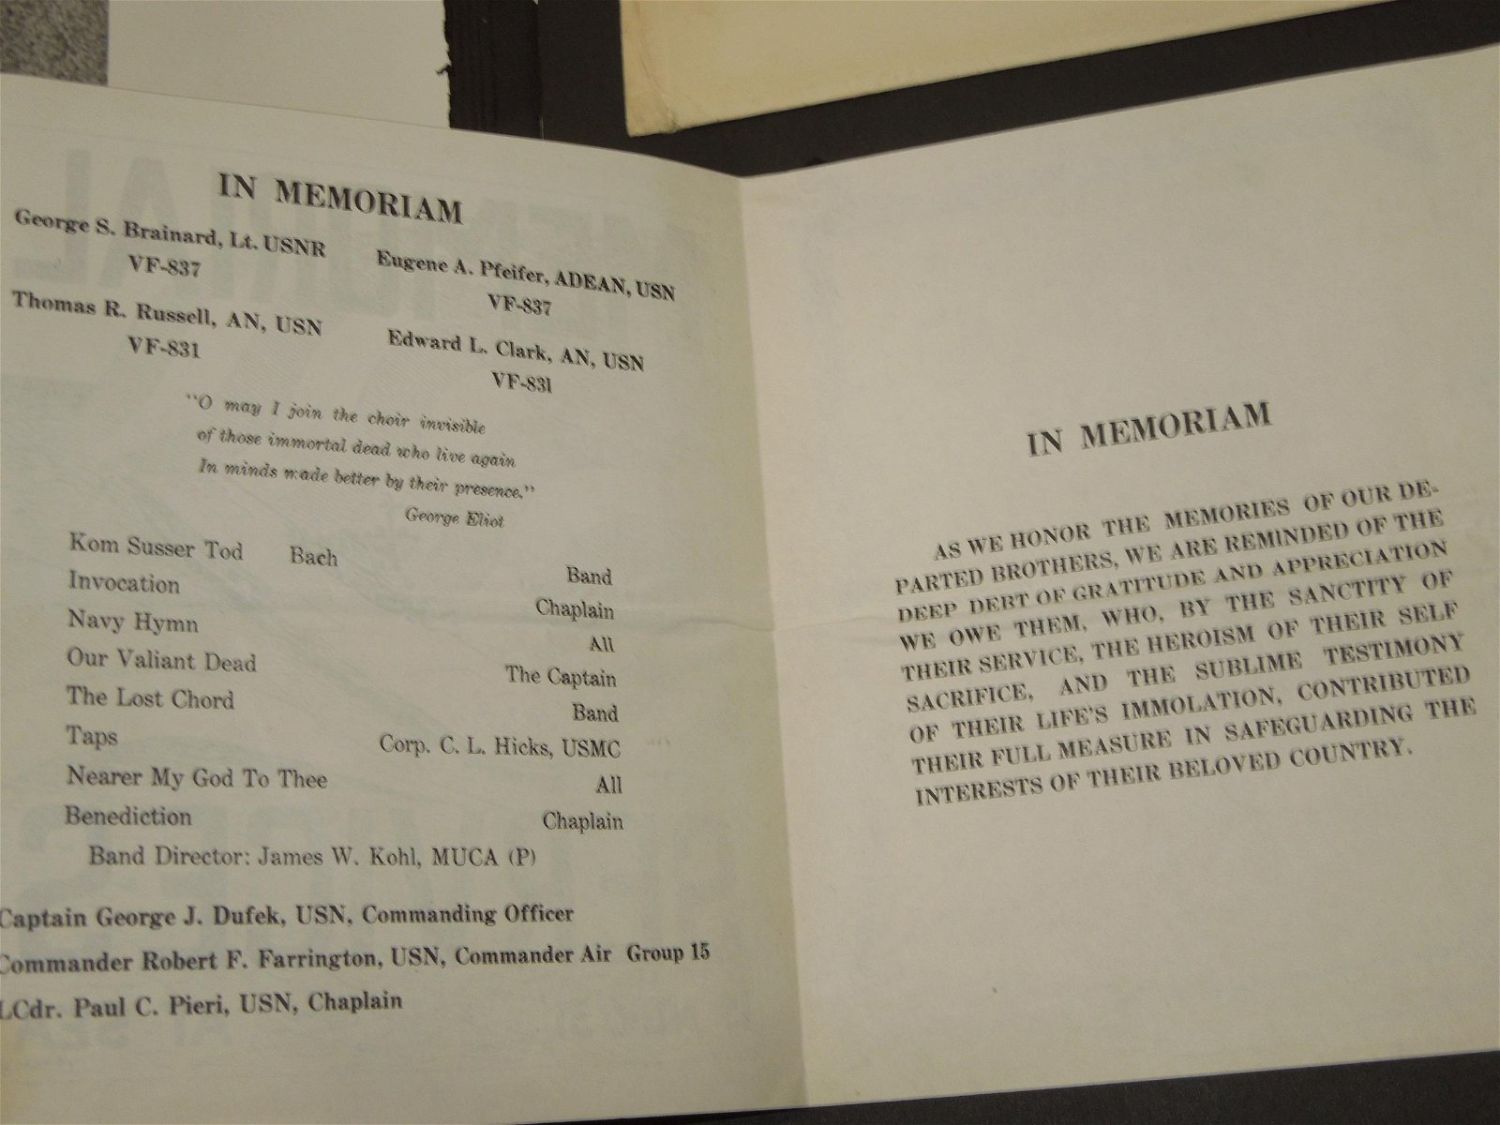 IN MEMORIAM
George S. Brainard, Lt. USNR
VF-837
Eugene A. Pfeifer, ADEAN, USN
VF-837
Thomas R. Russell, AN, USN
VF-831
Edward L. Clark, AN, USN
VF-831
"O may I join the choir invisible
of those immortal dead who live again
In minds made better by their presence."
George Eliot
Kom Susser Tod Bach Band
Invocation Chaplain
Navy Hymn All
Our Valiant Dead The Captain
The Lost Chord Band
Taps Corp. C. L. Hicks, USMC
Nearer My God To Thee All
Benediction Chaplain
Band Director: James W. Kohl, MUCA (P)
Captain George J. Dufek, USN, Commanding Officer
Commander Robert F. Farrington, USN, Commander Air Group 15
LCdr. Paul C. Pieri, USN, Chaplain
IN MEMORIAM
AS WE HONOR THE MEMORIES OF OUR DE-
PARTED BROTHERS, WE ARE REMINDED OF THE
DEEP DEBT OF GRATITUDE AND APPRECIATION
WE OWE THEM, WHO, BY THE SANCTITY OF
THEIR SERVICE, THE HEROISM OF THEIR SELF
SACRIFICE, AND THE SUBLIME TESTIMONY
OF THEIR LIFE'S IMMOLATION, CONTRIBUTED
THEIR FULL MEASURE IN SAFEGUARDING THE
INTERESTS OF THEIR BELOVED COUNTRY.